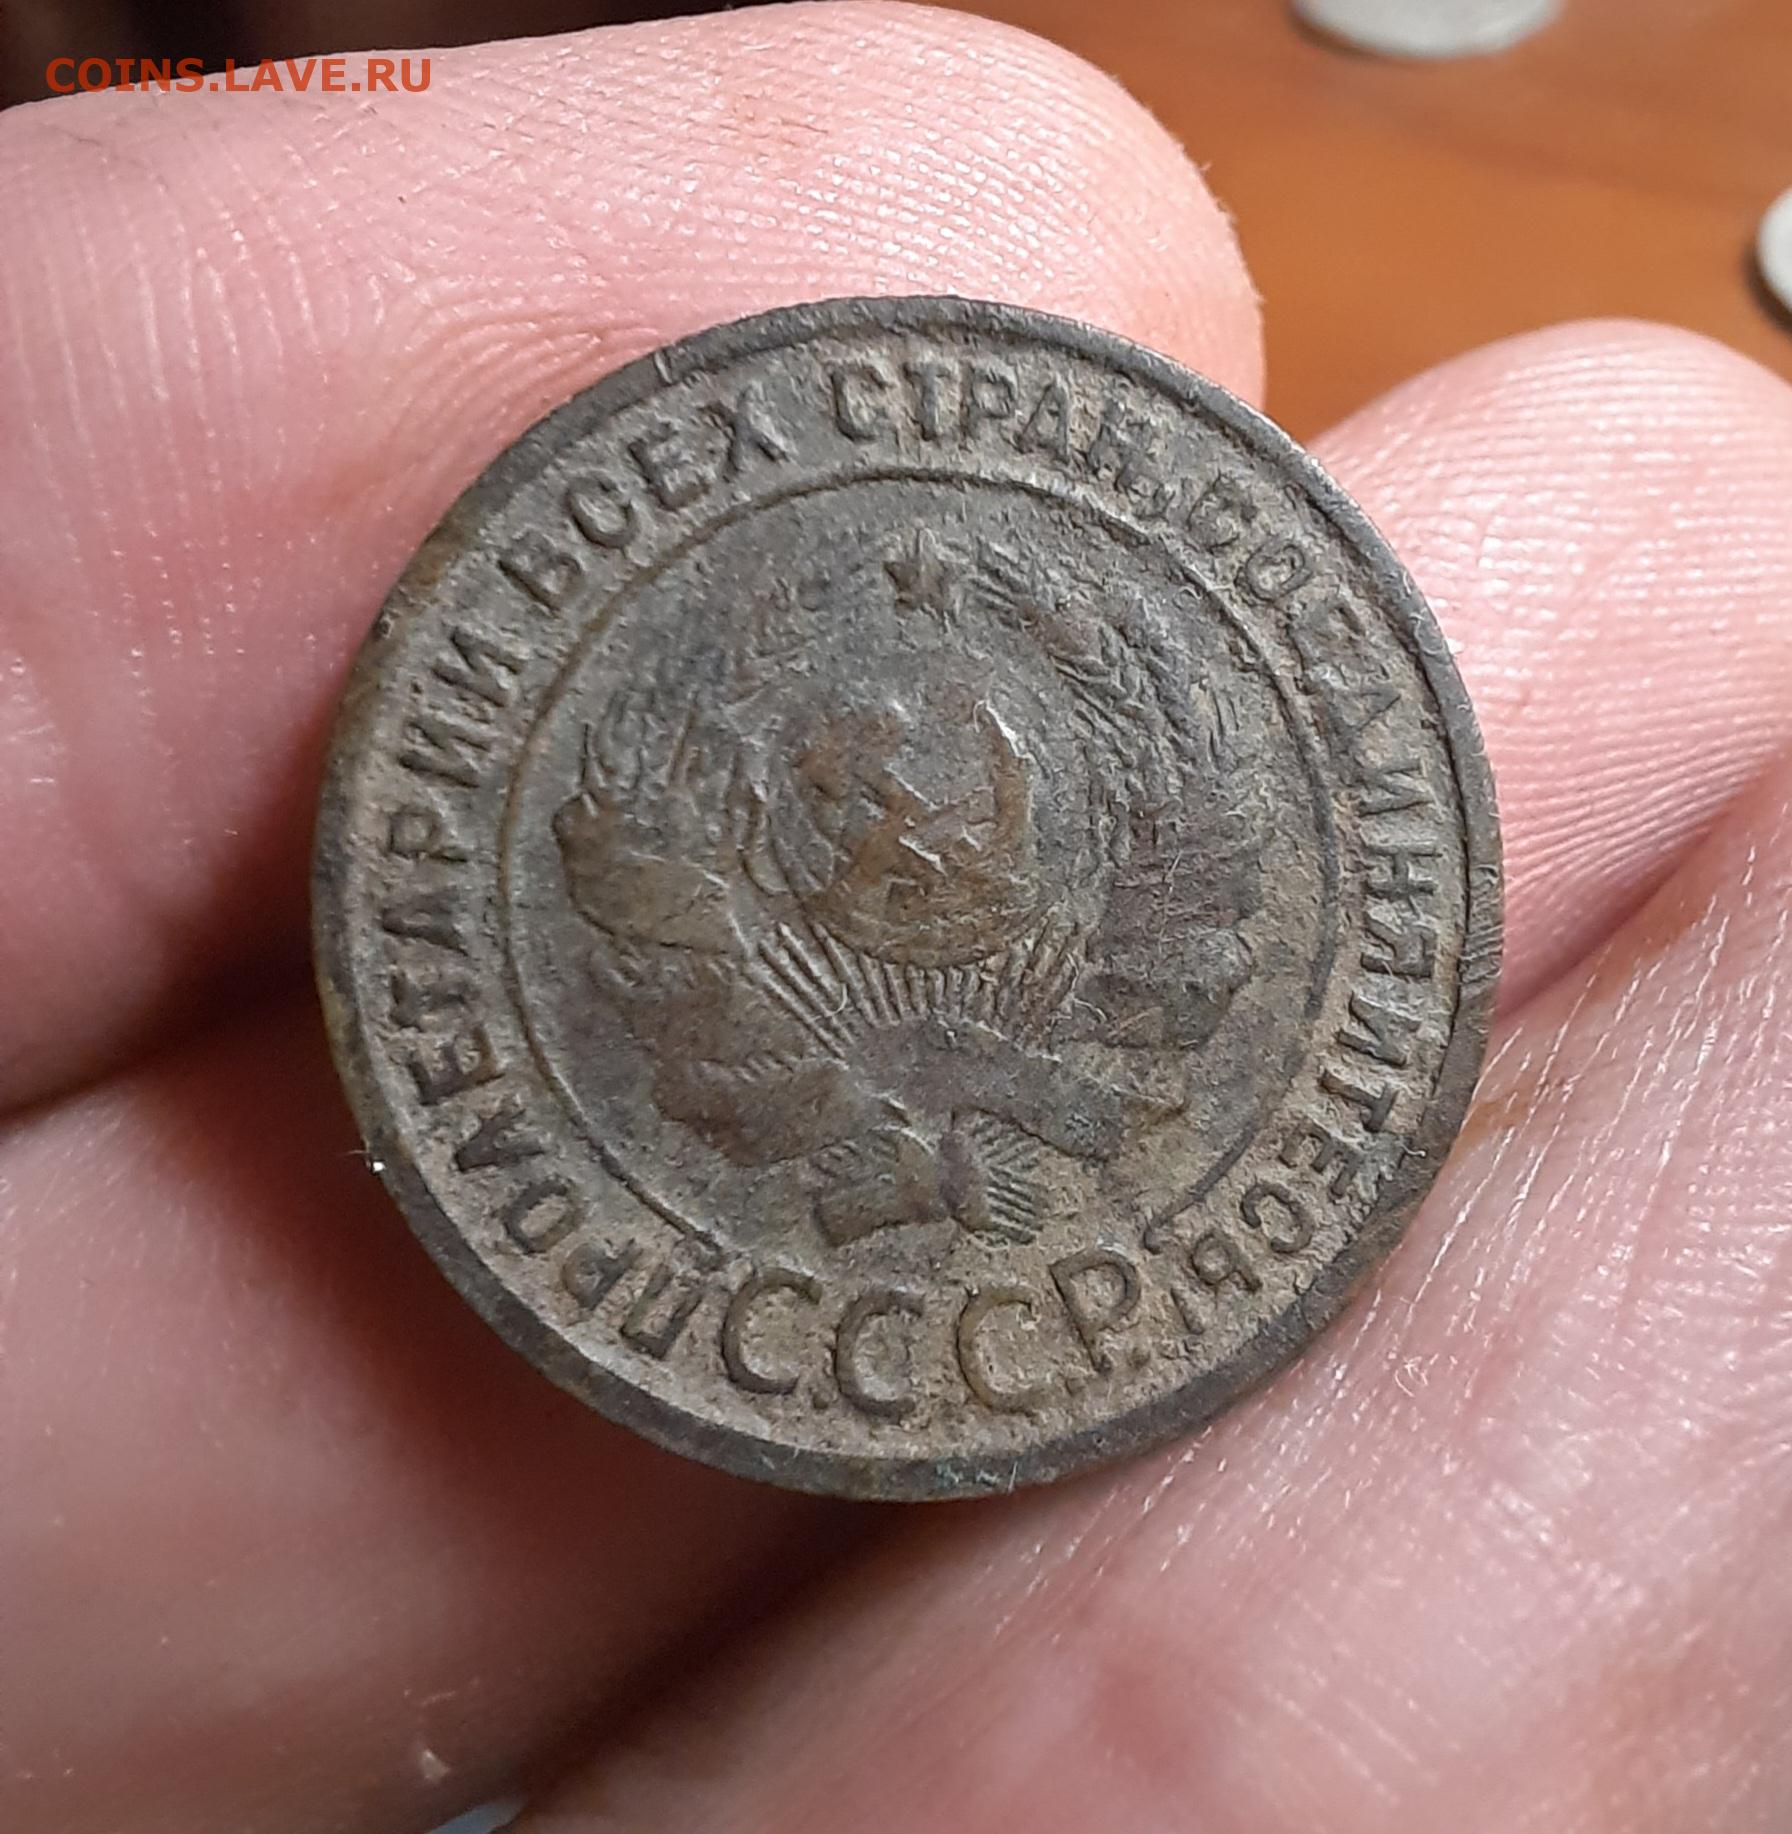 COINS.LAVE.RU
ПРОЛЕТАРИИ ВСЕХ СТРАН, СОЕДИНЯЙТЕСЬ!
С.С.С.Р.